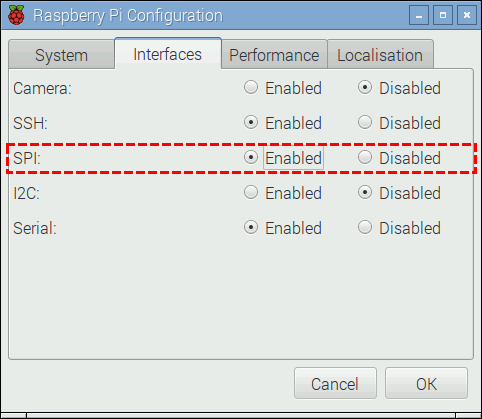 Raspberry Pi Configuration
System Interfaces Performance Localisation
Camera: Enabled Disabled
SSH: Enabled Disabled
SPI: Enabled Disabled
I2C: Enabled Disabled
Serial: Enabled Disabled
Cancel OK